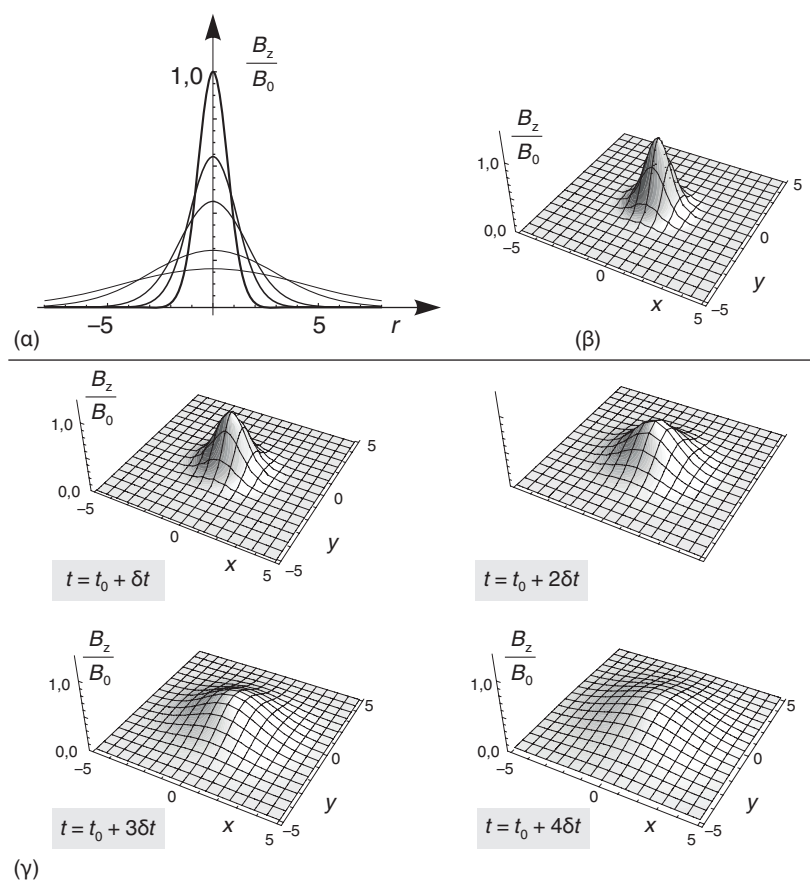 B_z
B_0
1,0
−5
5
r
(α)
B_z
B_0
1,0
0,0
−5
0
5
x
−5
0
5
y
(β)
B_z
B_0
1,0
0,0
−5
0
5
x
−5
0
5
y
t = t_0 + δt
t = t_0 + 2δt
B_z
B_0
1,0
0,0
−5
0
5
x
−5
0
5
y
t = t_0 + 3δt
B_z
B_0
1,0
0,0
−5
0
5
x
−5
0
5
y
t = t_0 + 4δt
(γ)